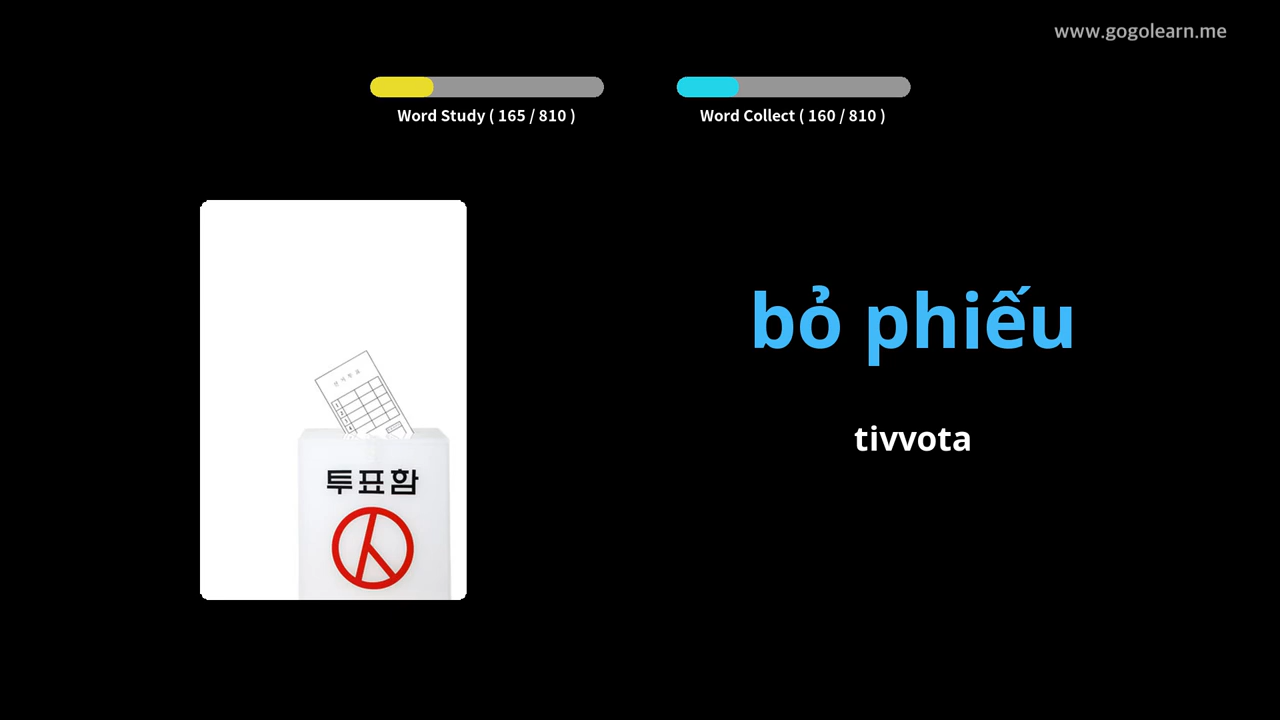 www.gogolearn.me
Word Study ( 165 / 810 )
Word Collect ( 160 / 810 )
bỏ phiếu
tivvota
투표함